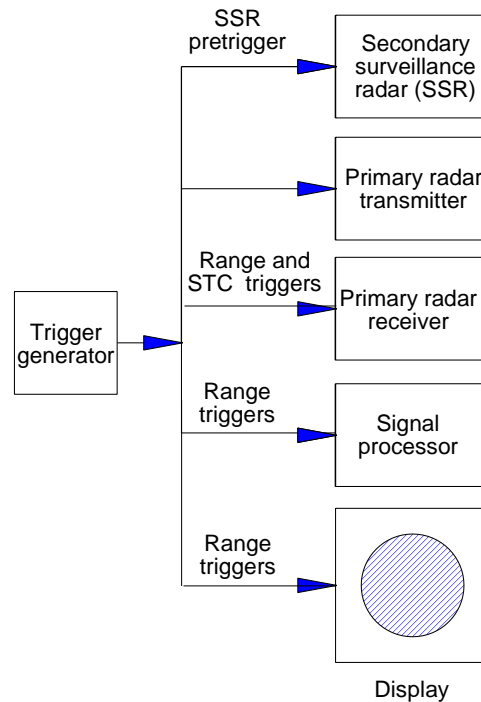 SSR
pretrigger
Secondary
surveillance
radar (SSR)
Primary radar
transmitter
Range and
STC triggers
Primary radar
receiver
Trigger
generator
Range
triggers
Signal
processor
Range
triggers
Display